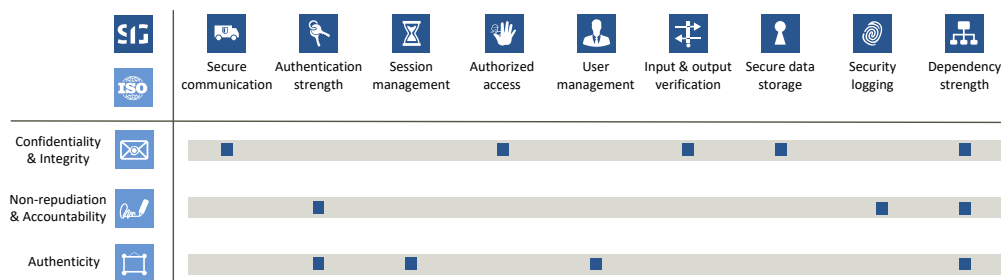 SIG
Secure
communication
Authentication
strength
Session
management
Authorized
access
User
management
Input & output
verification
Secure data
storage
Security
logging
Dependency
strength
ISO
Confidentiality
& Integrity
Non-repudiation
& Accountability
Authenticity